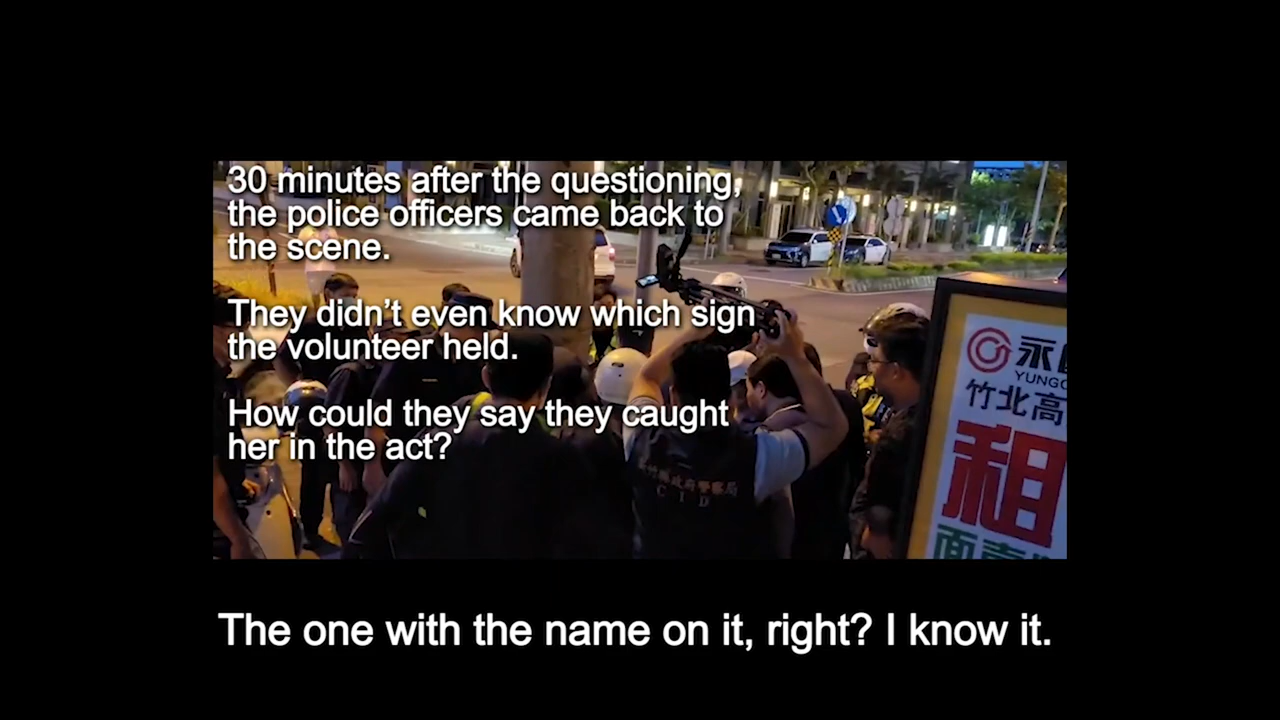 30 minutes after the questioning,
the police officers came back to
the scene.
They didn't even know which sign
the volunteer held.
How could they say they caught
her in the act?
永
YUNG
竹北高
租
C I D
The one with the name on it, right? I know it.